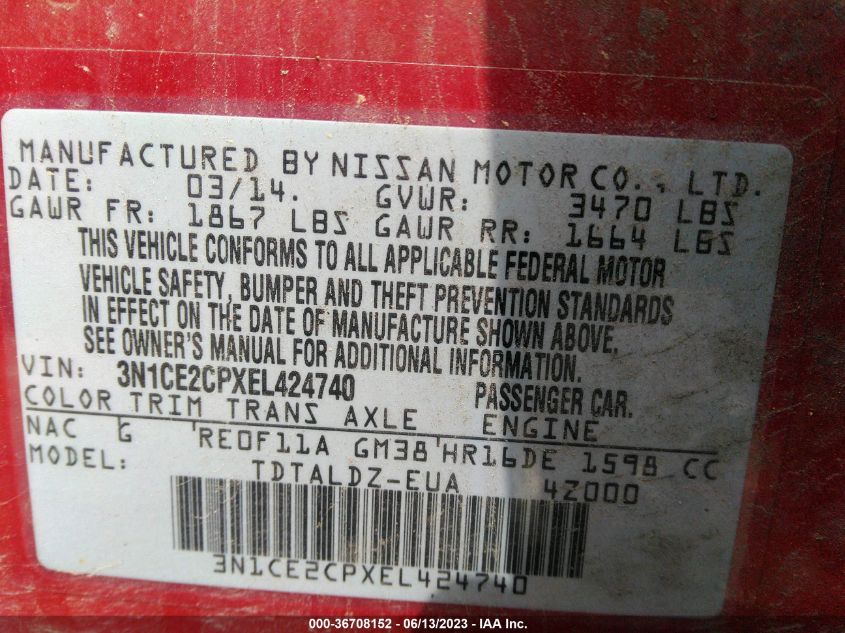 MANUFACTURED BY NISSAN MOTOR CO., LTD.
DATE: 03/14. GVWR: 3470 LBS
GAWR FR: 1867 LBS GAWR RR: 1664 LBS
THIS VEHICLE CONFORMS TO ALL APPLICABLE FEDERAL MOTOR
VEHICLE SAFETY, BUMPER AND THEFT PREVENTION STANDARDS
IN EFFECT ON THE DATE OF MANUFACTURE SHOWN ABOVE,
SEE OWNER'S MANUAL FOR ADDITIONAL INFORMATION.
VIN: 3N1CE2CPXEL424740 PASSENGER CAR.
COLOR TRIM TRANS AXLE ENGINE
NAC G 'RE0F11A GM38'HR16DE 1598 CC
MODEL: TDTALDZ-EUA 4Z000
3N1CE2CPXEL424740
000-36708152 - 06/13/2023 - IAA Inc.